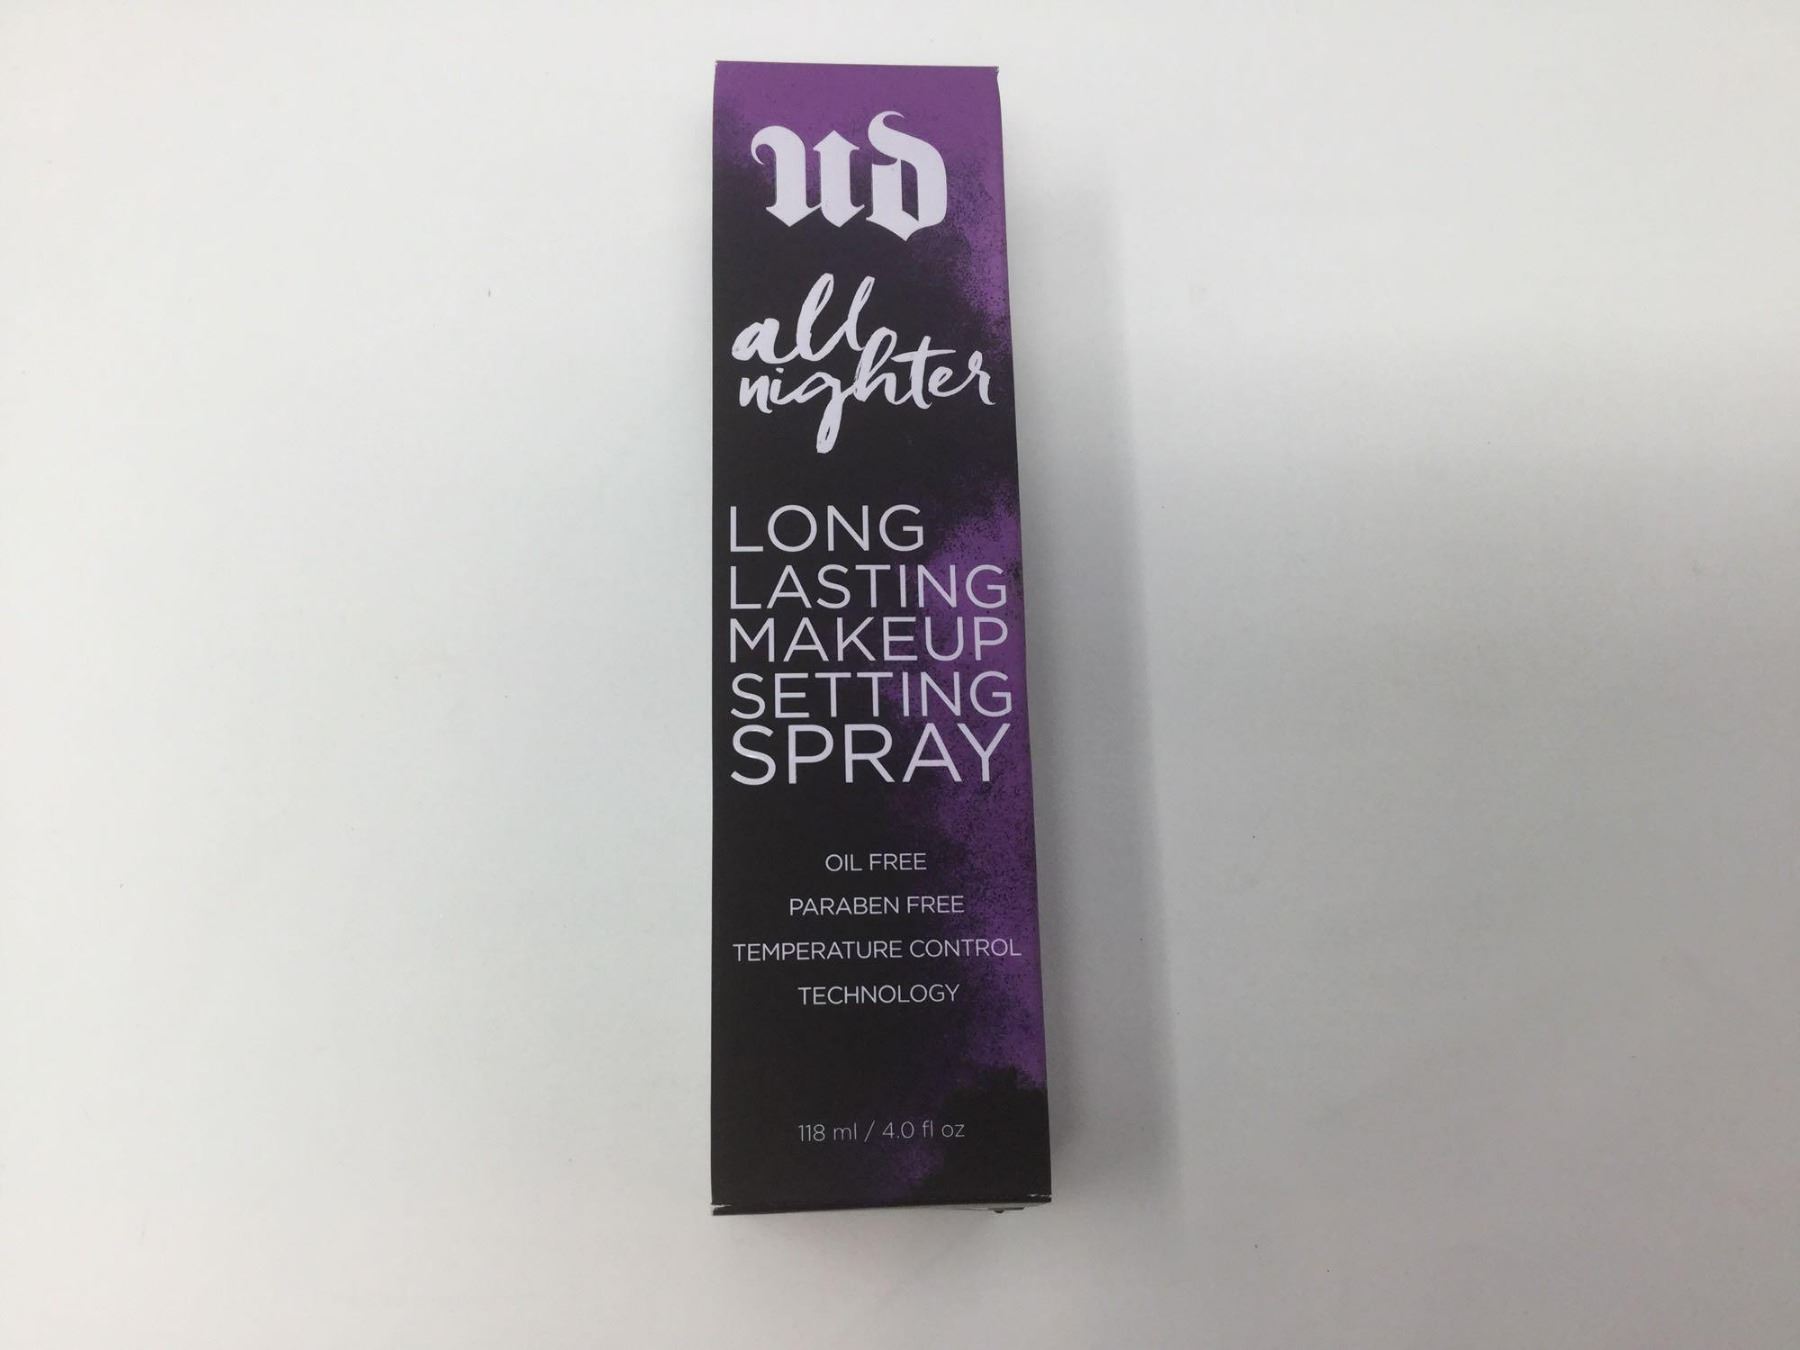 UD
all
nighter
LONG
LASTING
MAKEUP
SETTING
SPRAY
OIL FREE
PARABEN FREE
TEMPERATURE CONTROL
TECHNOLOGY
118 ml / 4.0 fl oz